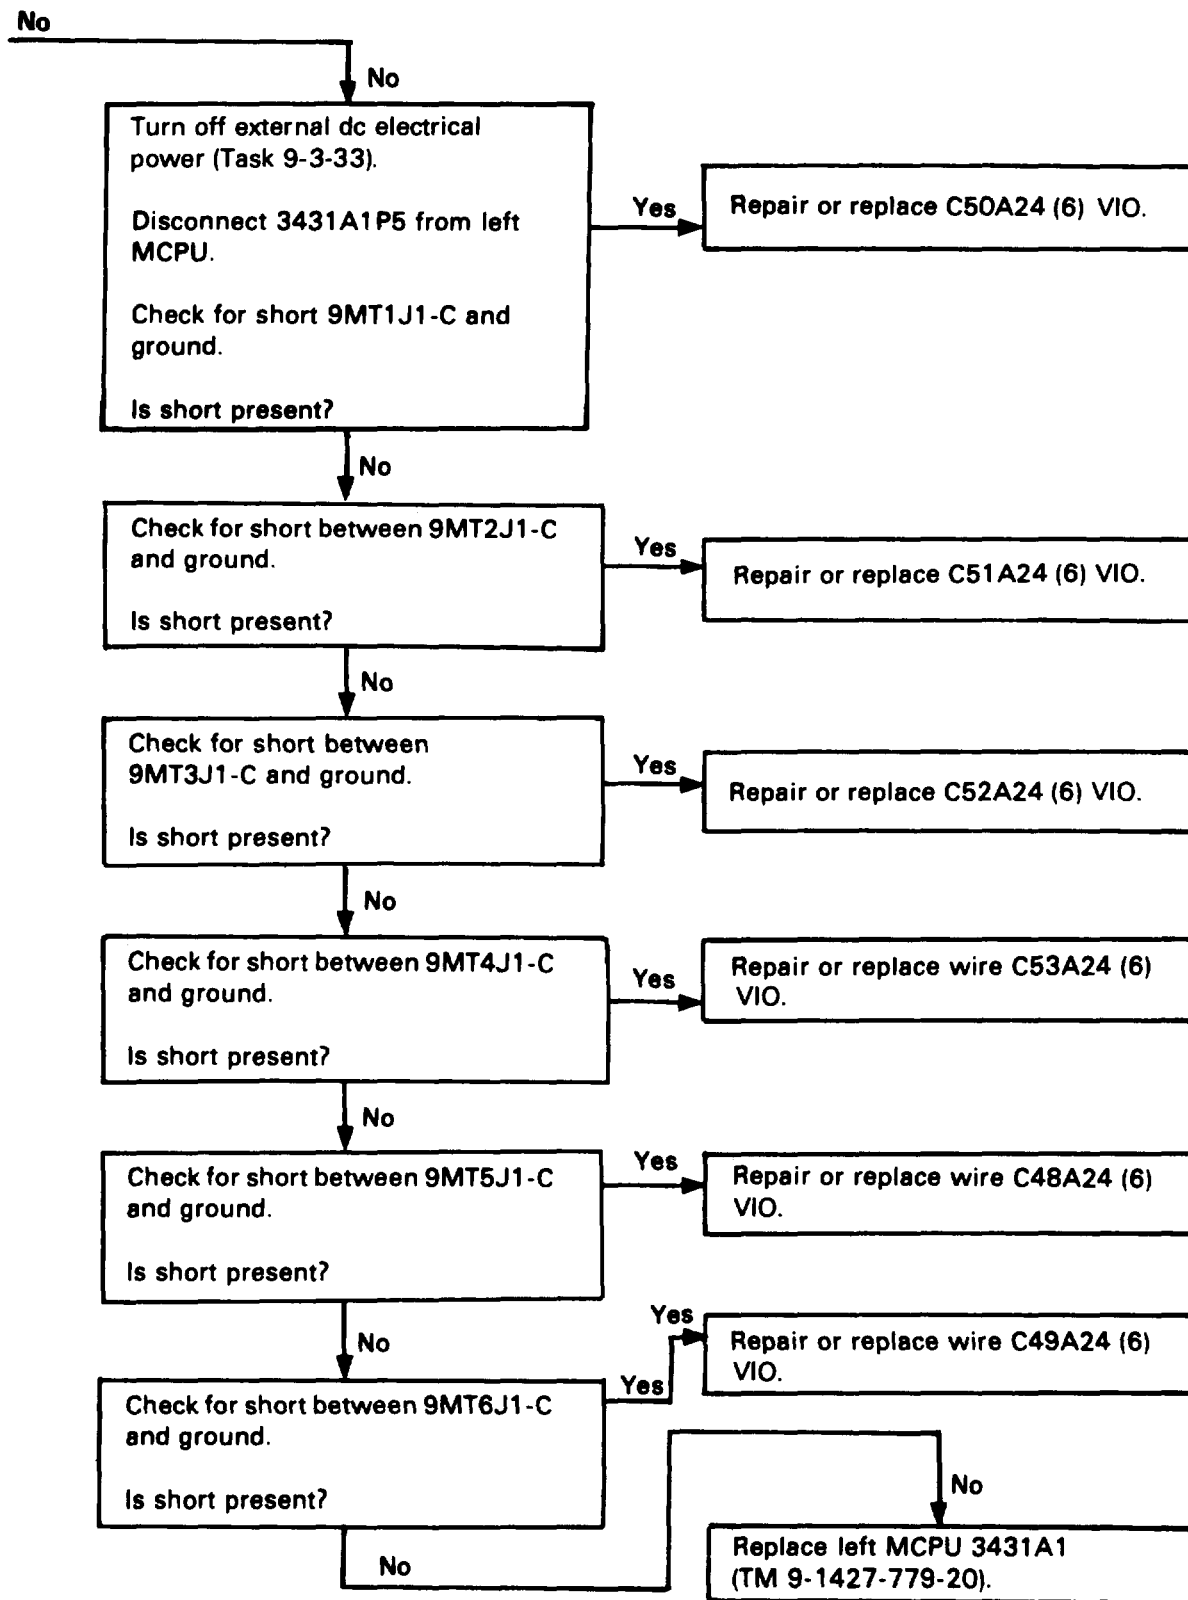 No
No
Turn off external dc electrical
power (Task 9-3-33).
Disconnect 3431A1P5 from left
MCPU.
Check for short 9MT1J1-C and
ground.
Is short present?
Yes
Repair or replace C50A24 (6) VIO.
No
Check for short between 9MT2J1-C
and ground.
Is short present?
Yes
Repair or replace C51A24 (6) VIO.
No
Check for short between
9MT3J1-C and ground.
Is short present?
Yes
Repair or replace C52A24 (6) VIO.
No
Check for short between 9MT4J1-C
and ground.
Is short present?
Yes
Repair or replace wire C53A24 (6)
VIO.
No
Check for short between 9MT5J1-C
and ground.
Is short present?
Yes
Repair or replace wire C48A24 (6)
VIO.
No
Check for short between 9MT6J1-C
and ground.
Is short present?
Yes
Yes
Repair or replace wire C49A24 (6)
VIO.
No
No
Replace left MCPU 3431A1
(TM 9-1427-779-20).